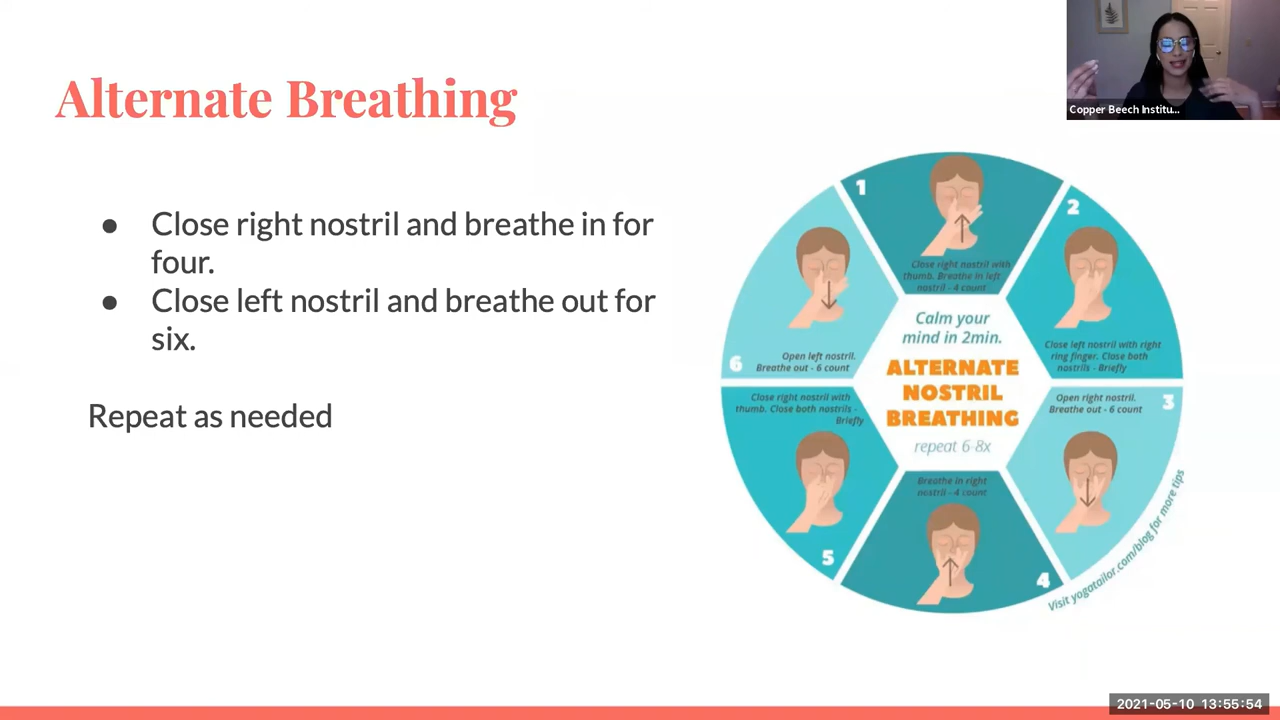 Alternate Breathing
Copper Beech Institu...
● Close right nostril and breathe in for
four.
● Close left nostril and breathe out for
six.
Repeat as needed
1
Close right nostril with
thumb. Breathe in left
nostril - 4 count
2
Close left nostril with right
ring finger. Close both
nostrils - Briefly
3
Open right nostril.
Breathe out - 6 count
4
Breathe in right
nostril - 4 count
5
Close right nostril with
thumb. Close both nostrils -
Briefly
6
Open left nostril.
Breathe out - 6 count
Calm your
mind in 2min.
ALTERNATE
NOSTRIL
BREATHING
repeat 6-8x
Visit yogatailor.com/blog for more tips
2021-05-10 13:55:54